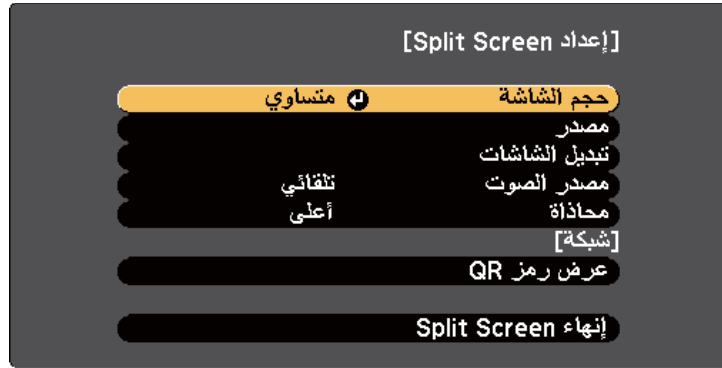 [إعداد Split Screen]
حجم الشاشة متساوي
مصدر
تبديل الشاشات
مصدر الصوت تلقائي
محاذاة أعلى
[شبكة]
عرض رمز QR
إنهاء Split Screen